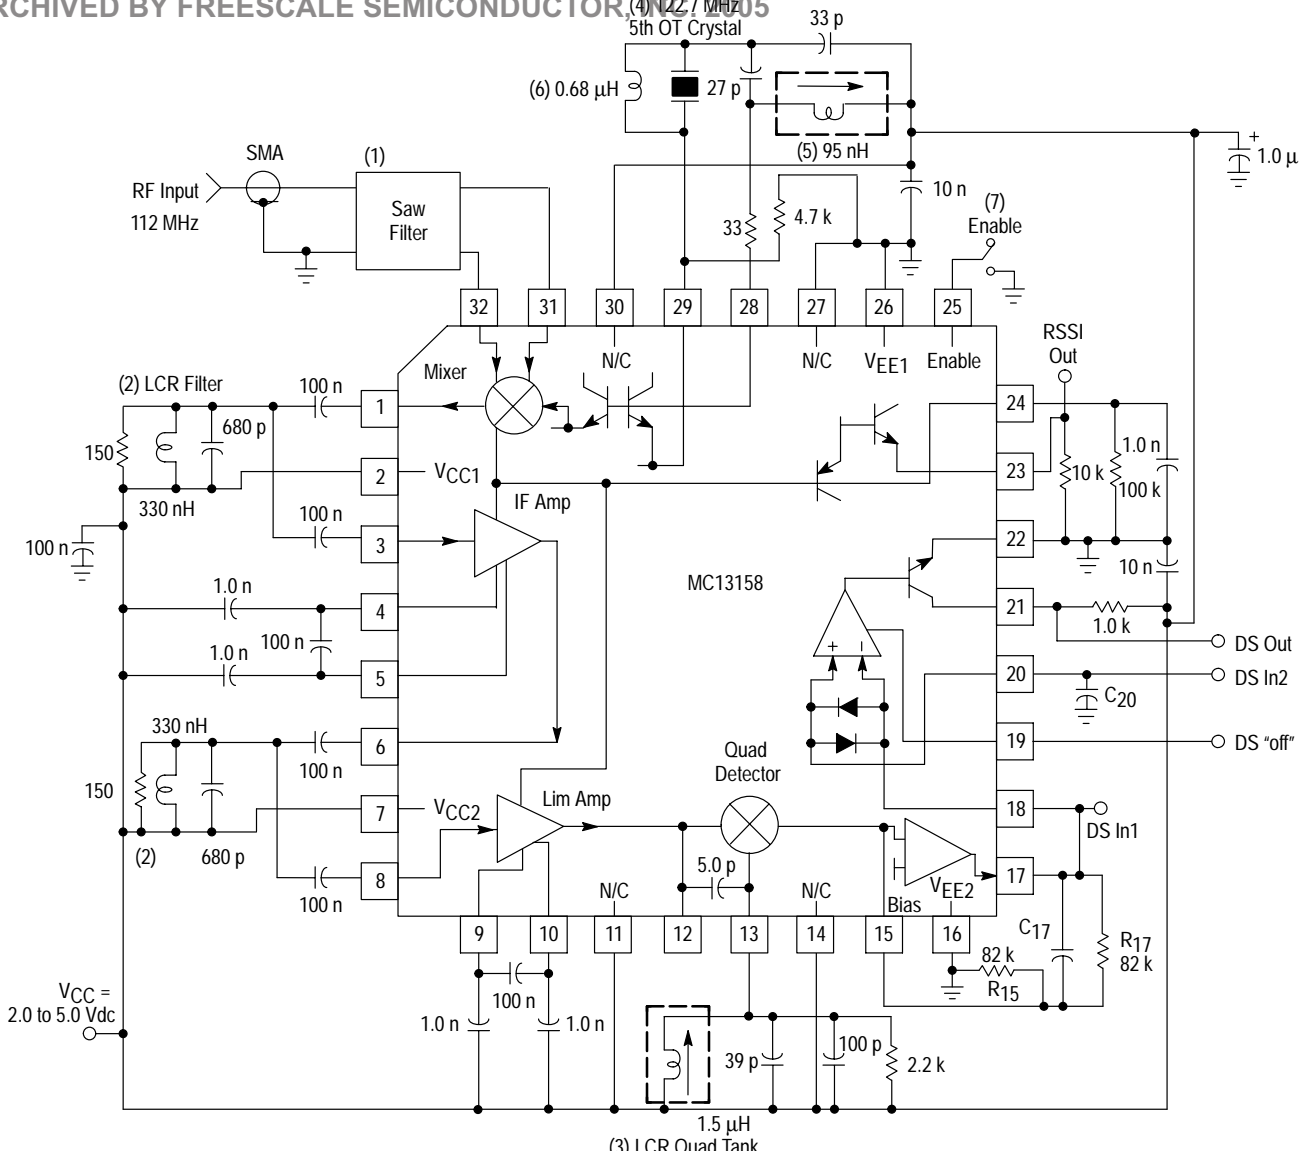 RCHIVED BY FREESCALE SEMICONDUCTOR, INC. 2005
(4) 122.7 MHz
5th OT Crystal
33 p
(6) 0.68 µH
27 p
(5) 95 nH
+
1.0 µ
SMA
(1)
RF Input
112 MHz
Saw
Filter
10 n
(7)
Enable
33
4.7 k
32
31
30
29
28
27
26
25
N/C
N/C
VEE1
Enable
RSSI
Out
Mixer
(2) LCR Filter
100 n
1
24
680 p
150
1.0 n
2
VCC1
23
10 k
100 k
330 nH
IF Amp
100 n
3
22
100 n
10 n
MC13158
1.0 n
4
21
1.0 k
100 n
DS Out
1.0 n
5
+
–
20
DS In2
C20
330 nH
6
19
DS “off”
100 n
Quad
Detector
150
7
VCC2
Lim Amp
18
DS In1
(2)
680 p
5.0 p
8
17
100 n
N/C
N/C
VEE2
Bias
C17
R17
82 k
9
10
11
12
13
14
15
16
82 k
R15
100 n
VCC =
2.0 to 5.0 Vdc
1.0 n
1.0 n
39 p
100 p
2.2 k
1.5 µH
(3) LCR Quad Tank